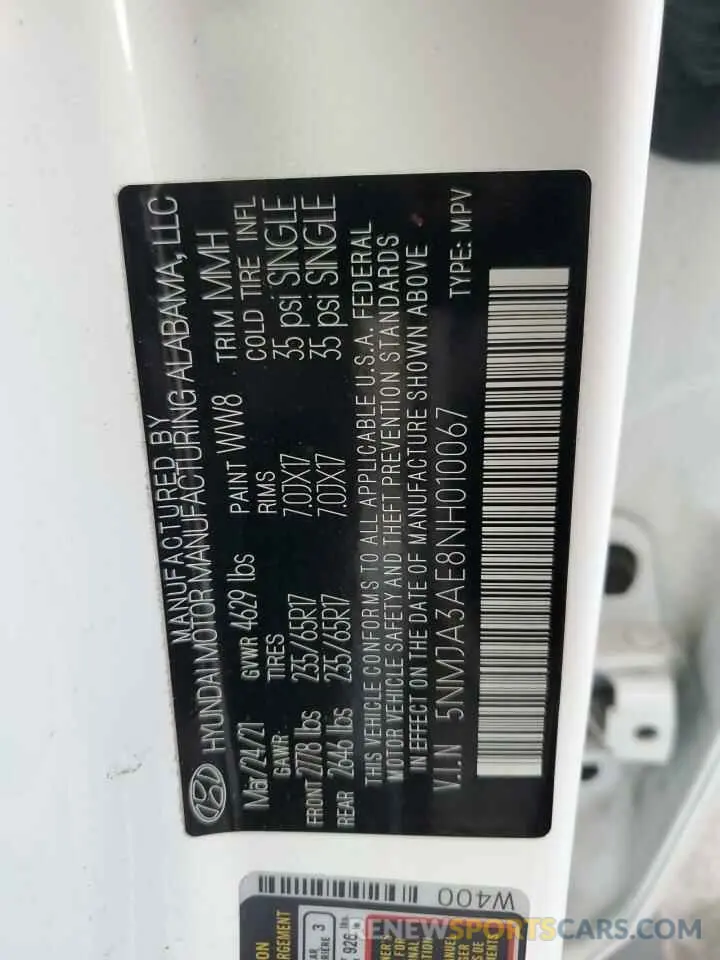 MANUFACTURED BY
HYUNDAI MOTOR MANUFACTURING ALABAMA, LLC
Mar/24/21 GVWR 4629 lbs PAINT WW8 TRIM MMH
GAWR TIRES RIMS COLD TIRE INFL
FRONT 2778 lbs 235/65R17 7.0JX17 35 psi SINGLE
REAR 2646 lbs 235/65R17 7.0JX17 35 psi SINGLE
THIS VEHICLE CONFORMS TO ALL APPLICABLE U.S.A. FEDERAL
MOTOR VEHICLE SAFETY AND THEFT PREVENTION STANDARDS
IN EFFECT ON THE DATE OF MANUFACTURE SHOWN ABOVE
V.I.N 5NMJA3AE8NH010067 TYPE: MPV
W400
3
926
RENEWSPORTSCARS.COM